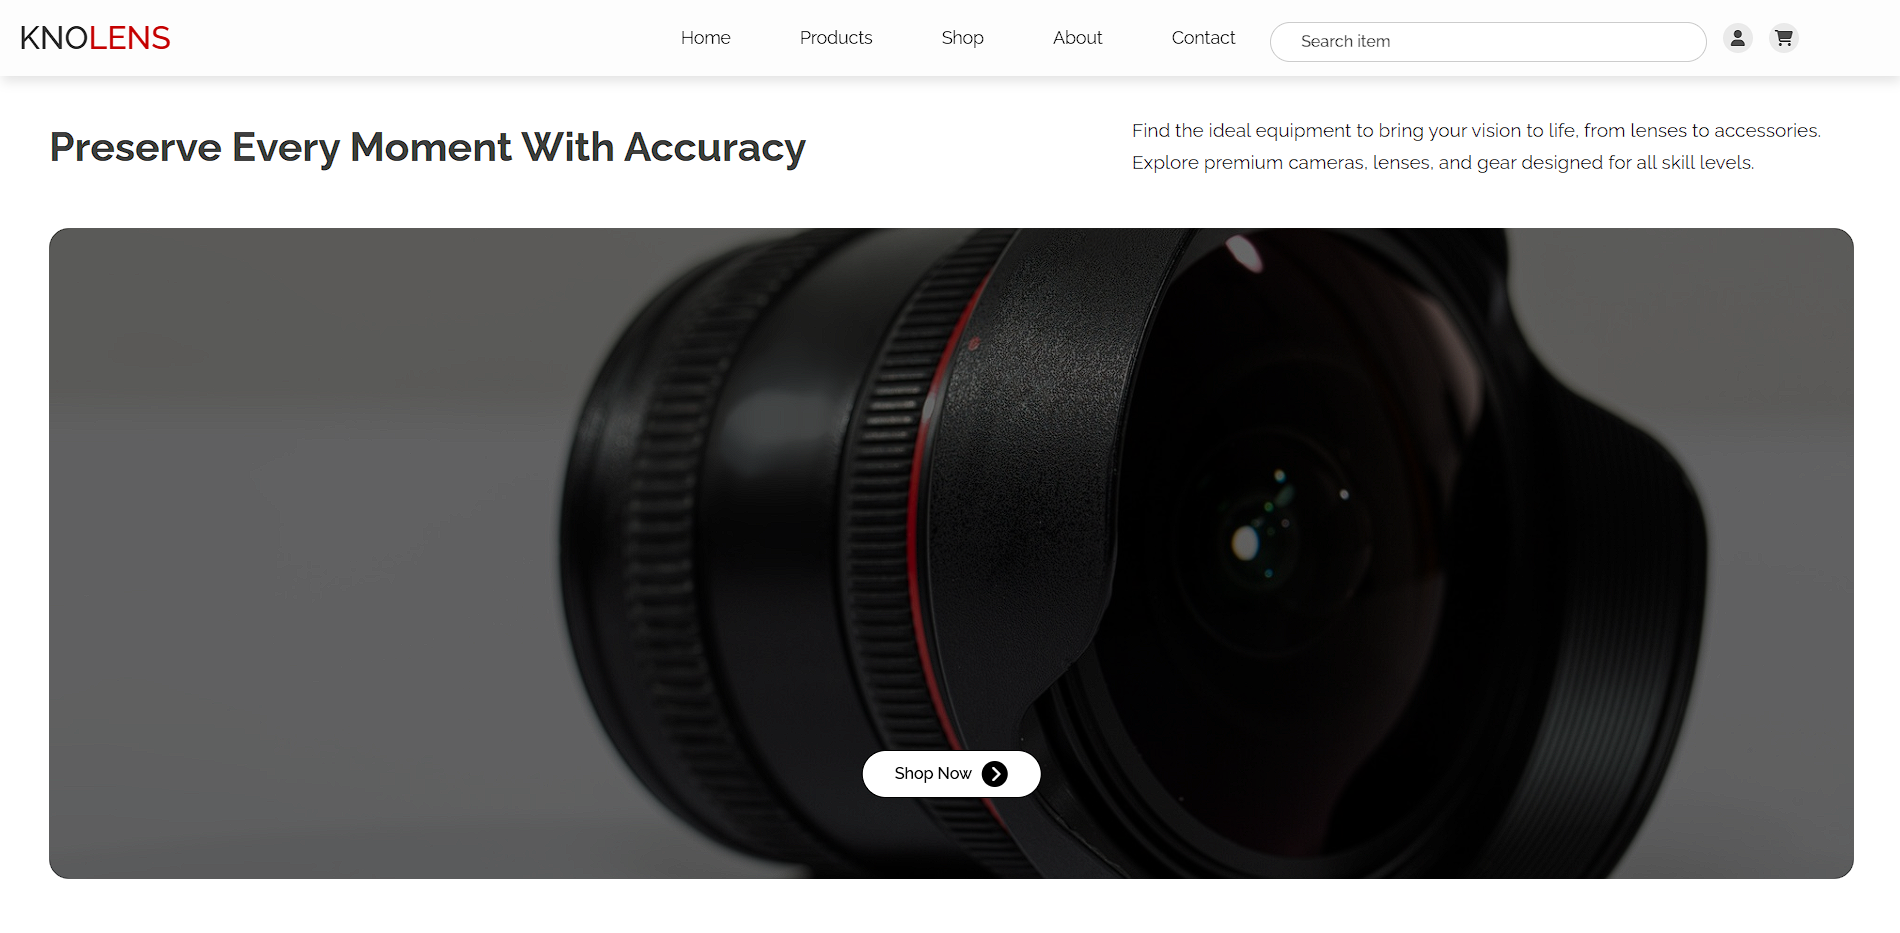 KNOLENS
Home
Products
Shop
About
Contact
Search item
Preserve Every Moment With Accuracy
Find the ideal equipment to bring your vision to life, from lenses to accessories.
Explore premium cameras, lenses, and gear designed for all skill levels.
Shop Now